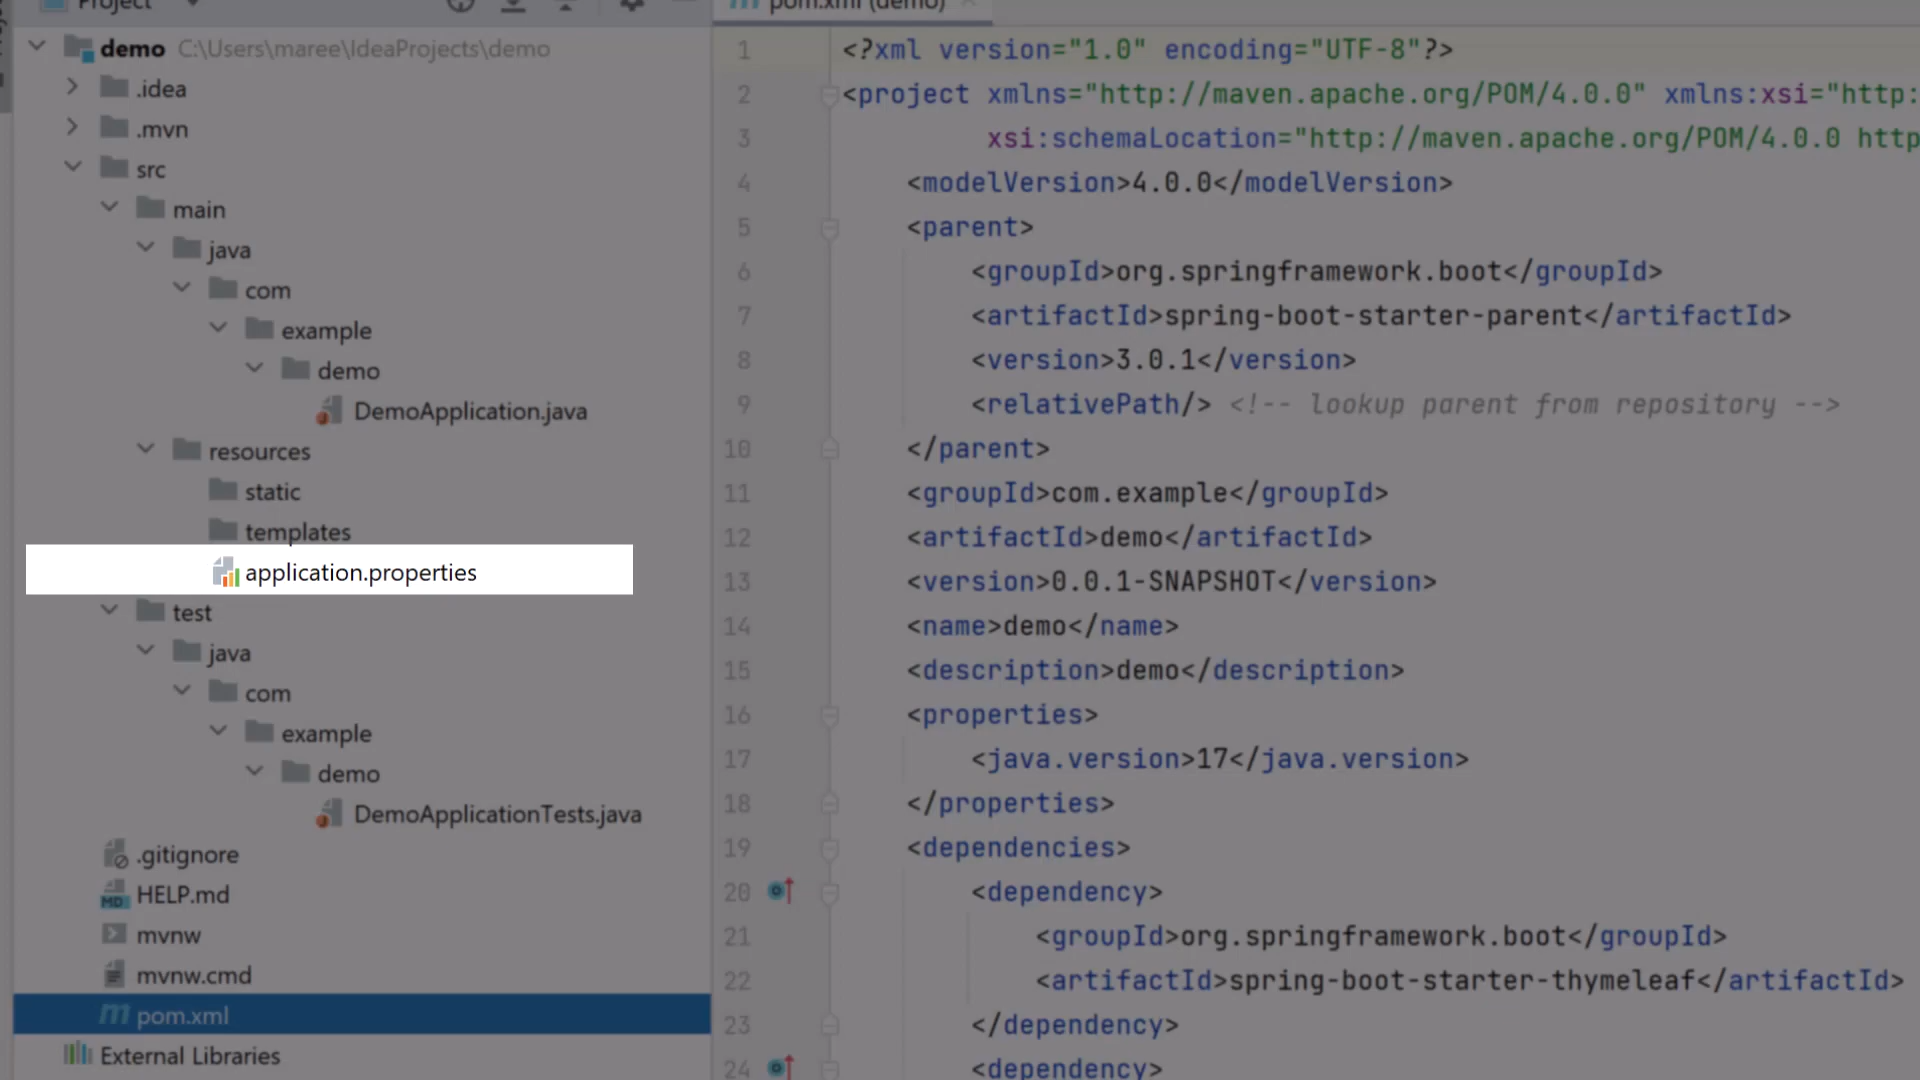 Project
pom.xml (demo)
demo C:\Users\maree\IdeaProjects\demo
.idea
.mvn
src
main
java
com
example
demo
DemoApplication.java
resources
static
templates
application.properties
test
java
com
example
demo
DemoApplicationTests.java
.gitignore
MD HELP.md
mvnw
mvnw.cmd
m pom.xml
External Libraries
1 <?xml version="1.0" encoding="UTF-8"?>
2 <project xmlns="http://maven.apache.org/POM/4.0.0" xmlns:xsi="http:
3 xsi:schemaLocation="http://maven.apache.org/POM/4.0.0 http
4 <modelVersion>4.0.0</modelVersion>
5 <parent>
6 <groupId>org.springframework.boot</groupId>
7 <artifactId>spring-boot-starter-parent</artifactId>
8 <version>3.0.1</version>
9 <relativePath/> <!-- lookup parent from repository -->
10 </parent>
11 <groupId>com.example</groupId>
12 <artifactId>demo</artifactId>
13 <version>0.0.1-SNAPSHOT</version>
14 <name>demo</name>
15 <description>demo</description>
16 <properties>
17 <java.version>17</java.version>
18 </properties>
19 <dependencies>
20 <dependency>
21 <groupId>org.springframework.boot</groupId>
22 <artifactId>spring-boot-starter-thymeleaf</artifactId>
23 </dependency>
24 <dependency>